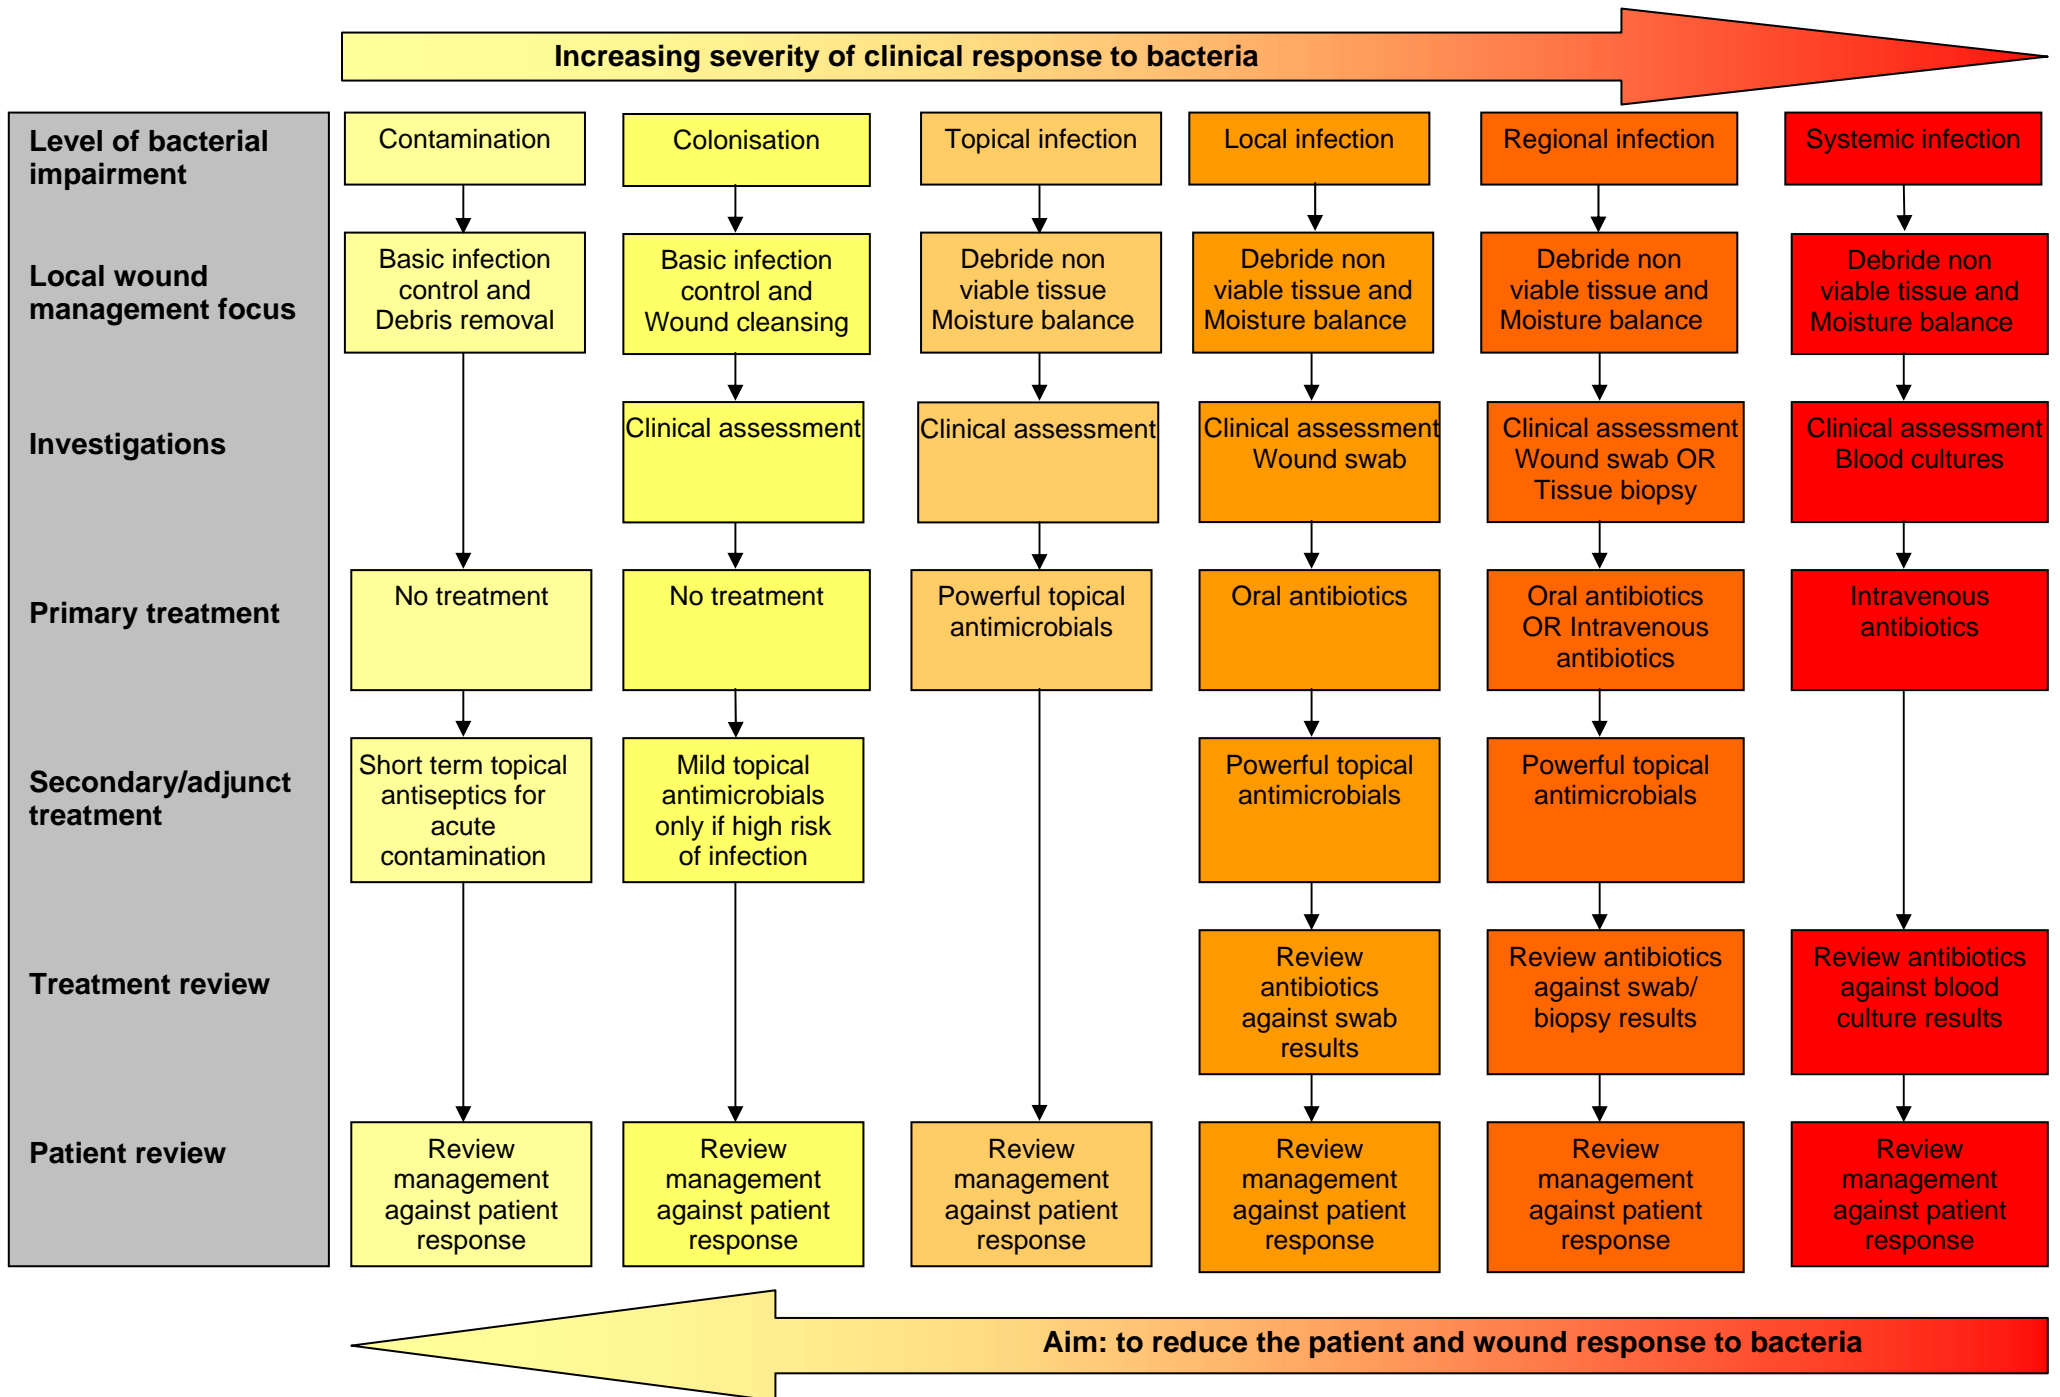 Increasing severity of clinical response to bacteria
Level of bacterial
impairment
Contamination
Colonisation
Topical infection
Local infection
Regional infection
Systemic infection
Local wound
management focus
Basic infection
control and
Debris removal
Basic infection
control and
Wound cleansing
Debride non
viable tissue
Moisture balance
Debride non
viable tissue and
Moisture balance
Debride non
viable tissue and
Moisture balance
Debride non
viable tissue and
Moisture balance
Investigations
Clinical assessment
Clinical assessment
Clinical assessment
Wound swab
Clinical assessment
Wound swab OR
Tissue biopsy
Clinical assessment
Blood cultures
Primary treatment
No treatment
No treatment
Powerful topical
antimicrobials
Oral antibiotics
Oral antibiotics
OR Intravenous
antibiotics
Intravenous
antibiotics
Secondary/adjunct
treatment
Short term topical
antiseptics for
acute
contamination
Mild topical
antimicrobials
only if high risk
of infection
Powerful topical
antimicrobials
Powerful topical
antimicrobials
Treatment review
Review
antibiotics
against swab
results
Review antibiotics
against swab/
biopsy results
Review antibiotics
against blood
culture results
Patient review
Review
management
against patient
response
Review
management
against patient
response
Review
management
against patient
response
Review
management
against patient
response
Review
management
against patient
response
Review
management
against patient
response
Aim: to reduce the patient and wound response to bacteria